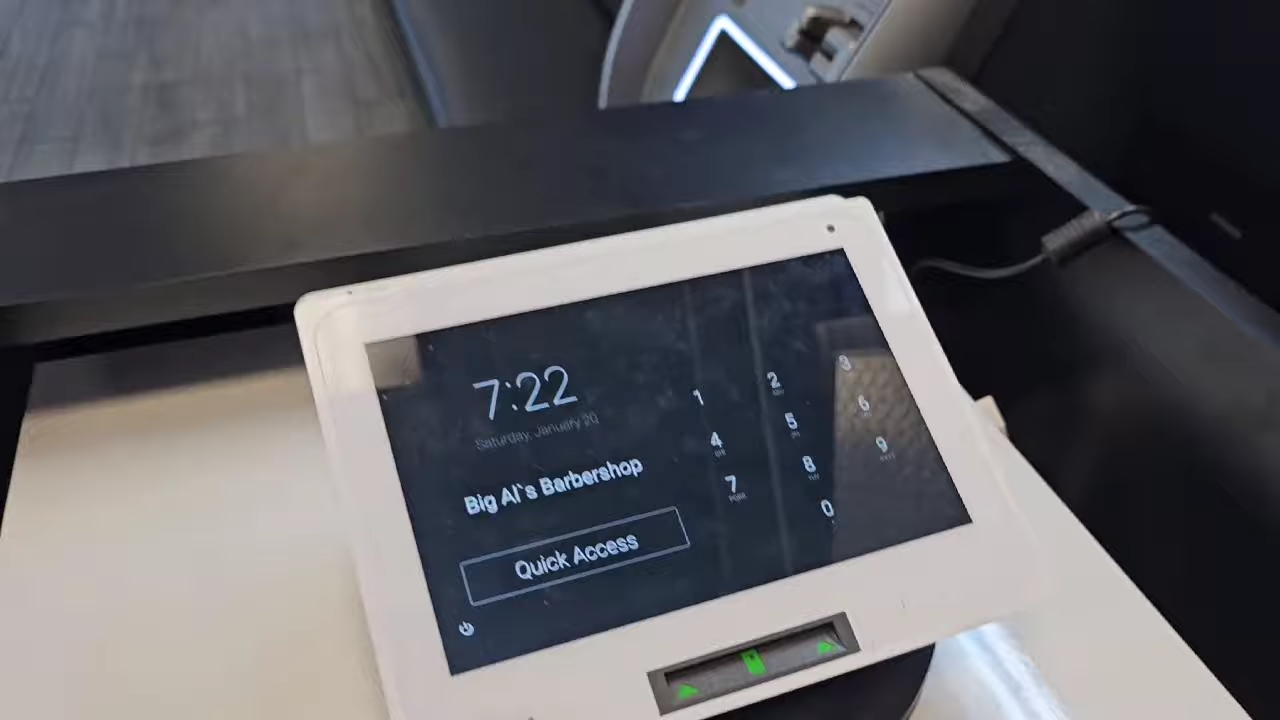 7:22
Saturday, January 20
Big Al's Barbershop
Quick Access
1 2 3
4 5 6
7 8 9
PQRS
0